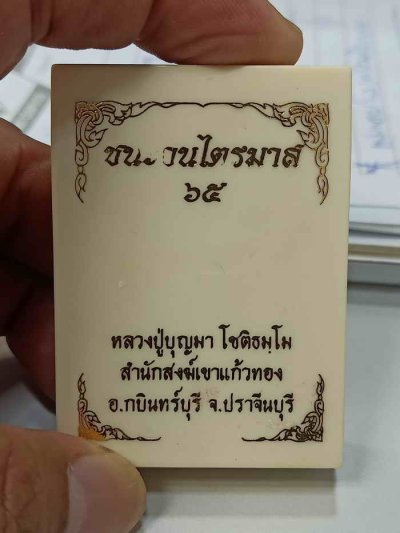 ชนะจนไตรมาส
๖๕
หลวงปู่บุญมา โชติธมฺโม
สำนักสงฆ์เขาแก้วทอง
อ.กบินทร์บุรี จ.ปราจีนบุรี